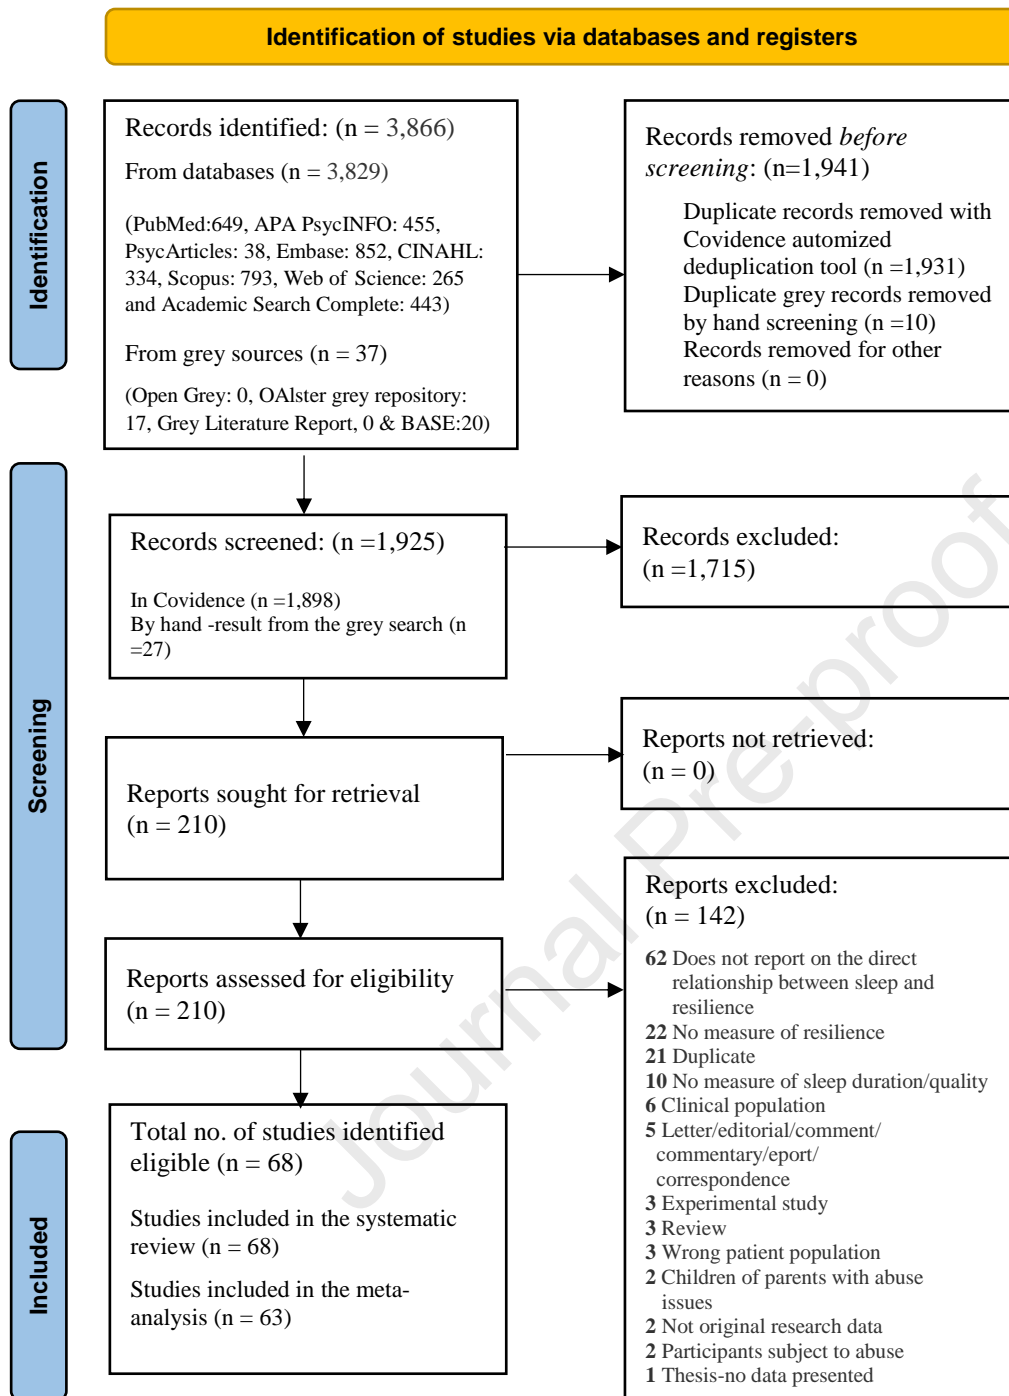 Identification of studies via databases and registers
Identification
Records identified: (n = 3,866)
From databases (n = 3,829)
(PubMed:649, APA PsycINFO: 455,
PsycArticles: 38, Embase: 852, CINAHL:
334, Scopus: 793, Web of Science: 265
and Academic Search Complete: 443)
From grey sources (n = 37)
(Open Grey: 0, OAlster grey repository:
17, Grey Literature Report, 0 & BASE:20)
Records removed before
screening: (n=1,941)
Duplicate records removed with
Covidence automized
deduplication tool (n =1,931)
Duplicate grey records removed
by hand screening (n =10)
Records removed for other
reasons (n = 0)
Screening
Records screened: (n =1,925)
In Covidence (n =1,898)
By hand -result from the grey search (n
=27)
Records excluded:
(n =1,715)
Reports sought for retrieval
(n = 210)
Reports not retrieved:
(n = 0)
Reports assessed for eligibility
(n = 210)
Reports excluded:
(n = 142)
62 Does not report on the direct
relationship between sleep and
resilience
22 No measure of resilience
21 Duplicate
10 No measure of sleep duration/quality
6 Clinical population
5 Letter/editorial/comment/
commentary/eport/
correspondence
3 Experimental study
3 Review
3 Wrong patient population
2 Children of parents with abuse
issues
2 Not original research data
2 Participants subject to abuse
1 Thesis-no data presented
Included
Total no. of studies identified
eligible (n = 68)
Studies included in the systematic
review (n = 68)
Studies included in the meta-
analysis (n = 63)
Journal Pre-proof